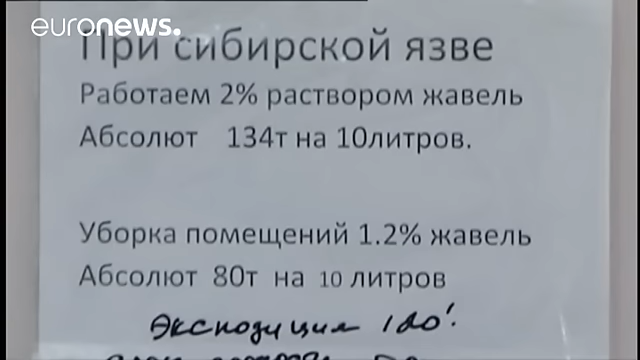 euronews.
При сибирской язве
Работаем 2% раствором жавель
Абсолют 134т на 10литров.
Уборка помещений 1.2% жавель
Абсолют 80т на 10 литров
Экспозиция 120'.